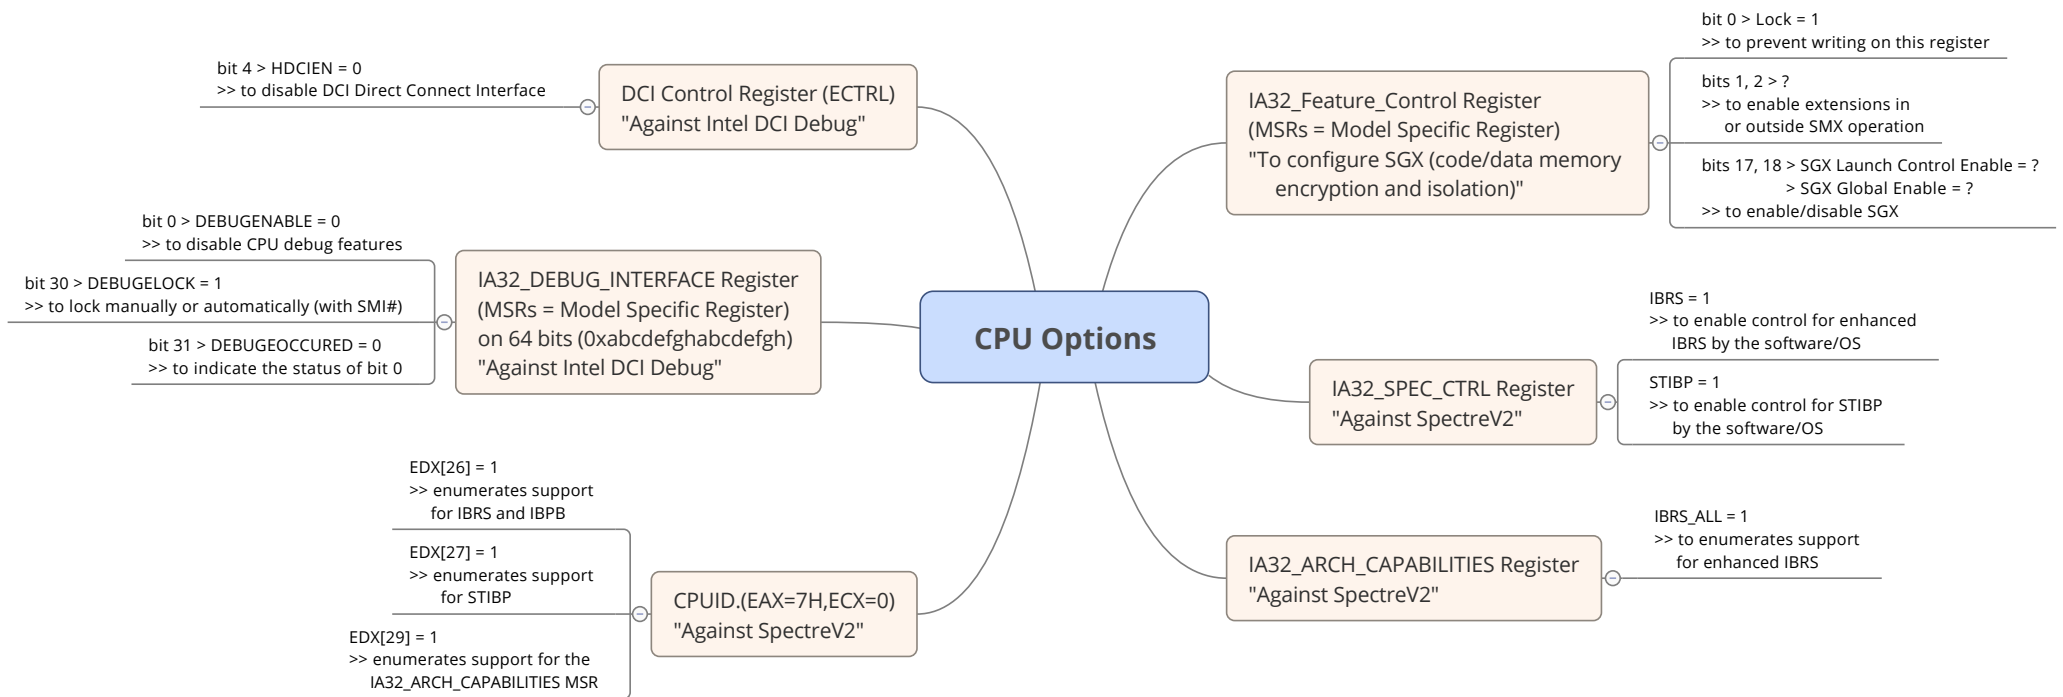 CPU Options
DCI Control Register (ECTRL)
"Against Intel DCI Debug"
bit 4 > HDCIEN = 0
>> to disable DCI Direct Connect Interface
IA32_DEBUG_INTERFACE Register
(MSRs = Model Specific Register)
on 64 bits (0xabcdefghabcdefgh)
"Against Intel DCI Debug"
bit 0 > DEBUGENABLE = 0
>> to disable CPU debug features
bit 30 > DEBUGELOCK = 1
>> to lock manually or automatically (with SMI#)
bit 31 > DEBUGEOCCURED = 0
>> to indicate the status of bit 0
CPUID.(EAX=7H,ECX=0)
"Against SpectreV2"
EDX[26] = 1
>> enumerates support
for IBRS and IBPB
EDX[27] = 1
>> enumerates support
for STIBP
EDX[29] = 1
>> enumerates support for the
IA32_ARCH_CAPABILITIES MSR
IA32_Feature_Control Register
(MSRs = Model Specific Register)
"To configure SGX (code/data memory
encryption and isolation)"
bit 0 > Lock = 1
>> to prevent writing on this register
bits 1, 2 > ?
>> to enable extensions in
or outside SMX operation
bits 17, 18 > SGX Launch Control Enable = ?
> SGX Global Enable = ?
>> to enable/disable SGX
IA32_SPEC_CTRL Register
"Against SpectreV2"
IBRS = 1
>> to enable control for enhanced
IBRS by the software/OS
STIBP = 1
>> to enable control for STIBP
by the software/OS
IA32_ARCH_CAPABILITIES Register
"Against SpectreV2"
IBRS_ALL = 1
>> to enumerates support
for enhanced IBRS